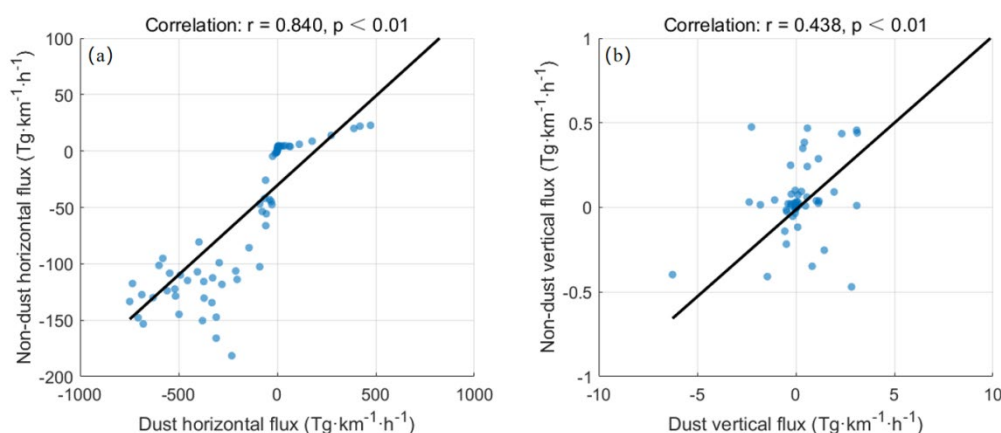 Correlation: r = 0.840, p < 0.01
(a)
Non-dust horizontal flux (Tg·km⁻¹·h⁻¹)
100
50
0
-50
-100
-150
-200
-1000 -500 0 500 1000
Dust horizontal flux (Tg·km⁻¹·h⁻¹)
Correlation: r = 0.438, p < 0.01
(b)
Non-dust vertical flux (Tg·km⁻¹·h⁻¹)
1
0.5
0
-0.5
-1
-10 -5 0 5 10
Dust vertical flux (Tg·km⁻¹·h⁻¹)